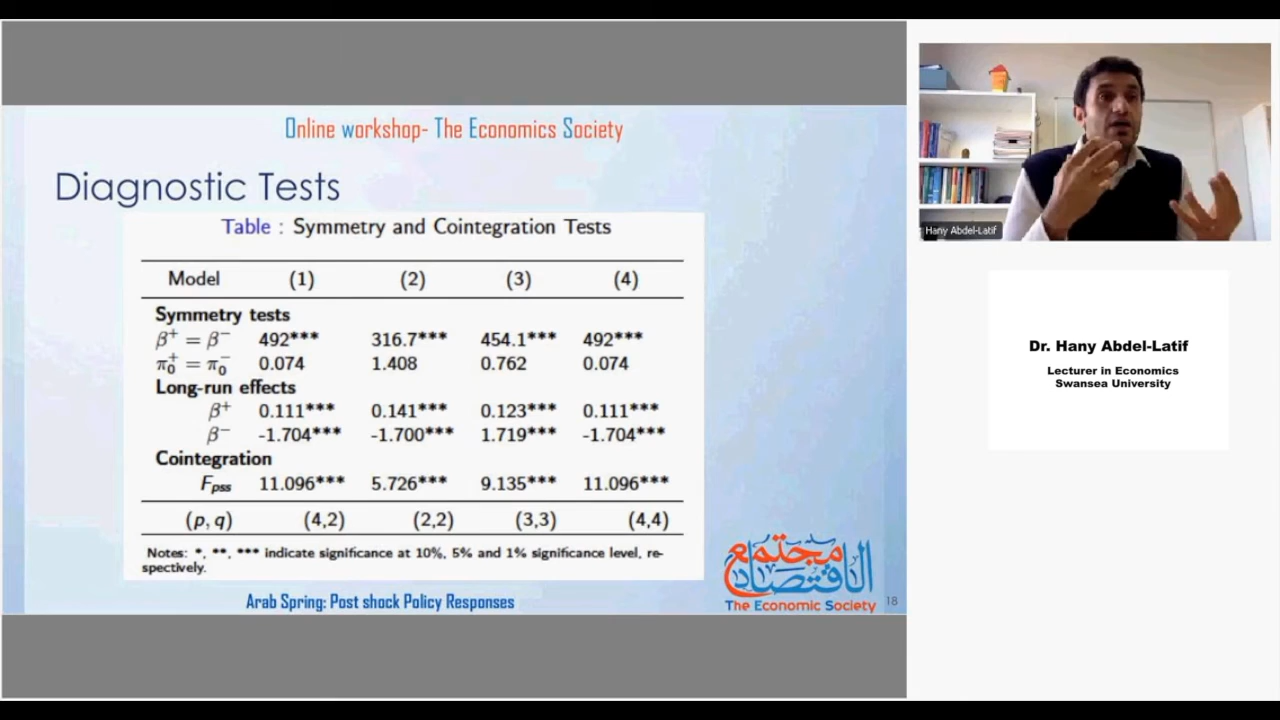 Online workshop- The Economics Society
Diagnostic Tests
Table : Symmetry and Cointegration Tests
Model (1) (2) (3) (4)
Symmetry tests
β⁺ = β⁻ 492*** 316.7*** 454.1*** 492***
π₀⁺ = π₀⁻ 0.074 1.408 0.762 0.074
Long-run effects
β⁺ 0.111*** 0.141*** 0.123*** 0.111***
β⁻ -1.704*** -1.700*** 1.719*** -1.704***
Cointegration
Fpss 11.096*** 5.726*** 9.135*** 11.096***
(p, q) (4,2) (2,2) (3,3) (4,4)
Notes: *, **, *** indicate significance at 10%, 5% and 1% significance level, re-
spectively.
مجتمع
الاقتصاد
The Economic Society
Arab Spring: Post shock Policy Responses
18
Hany Abdel-Latif
Dr. Hany Abdel-Latif
Lecturer in Economics
Swansea University